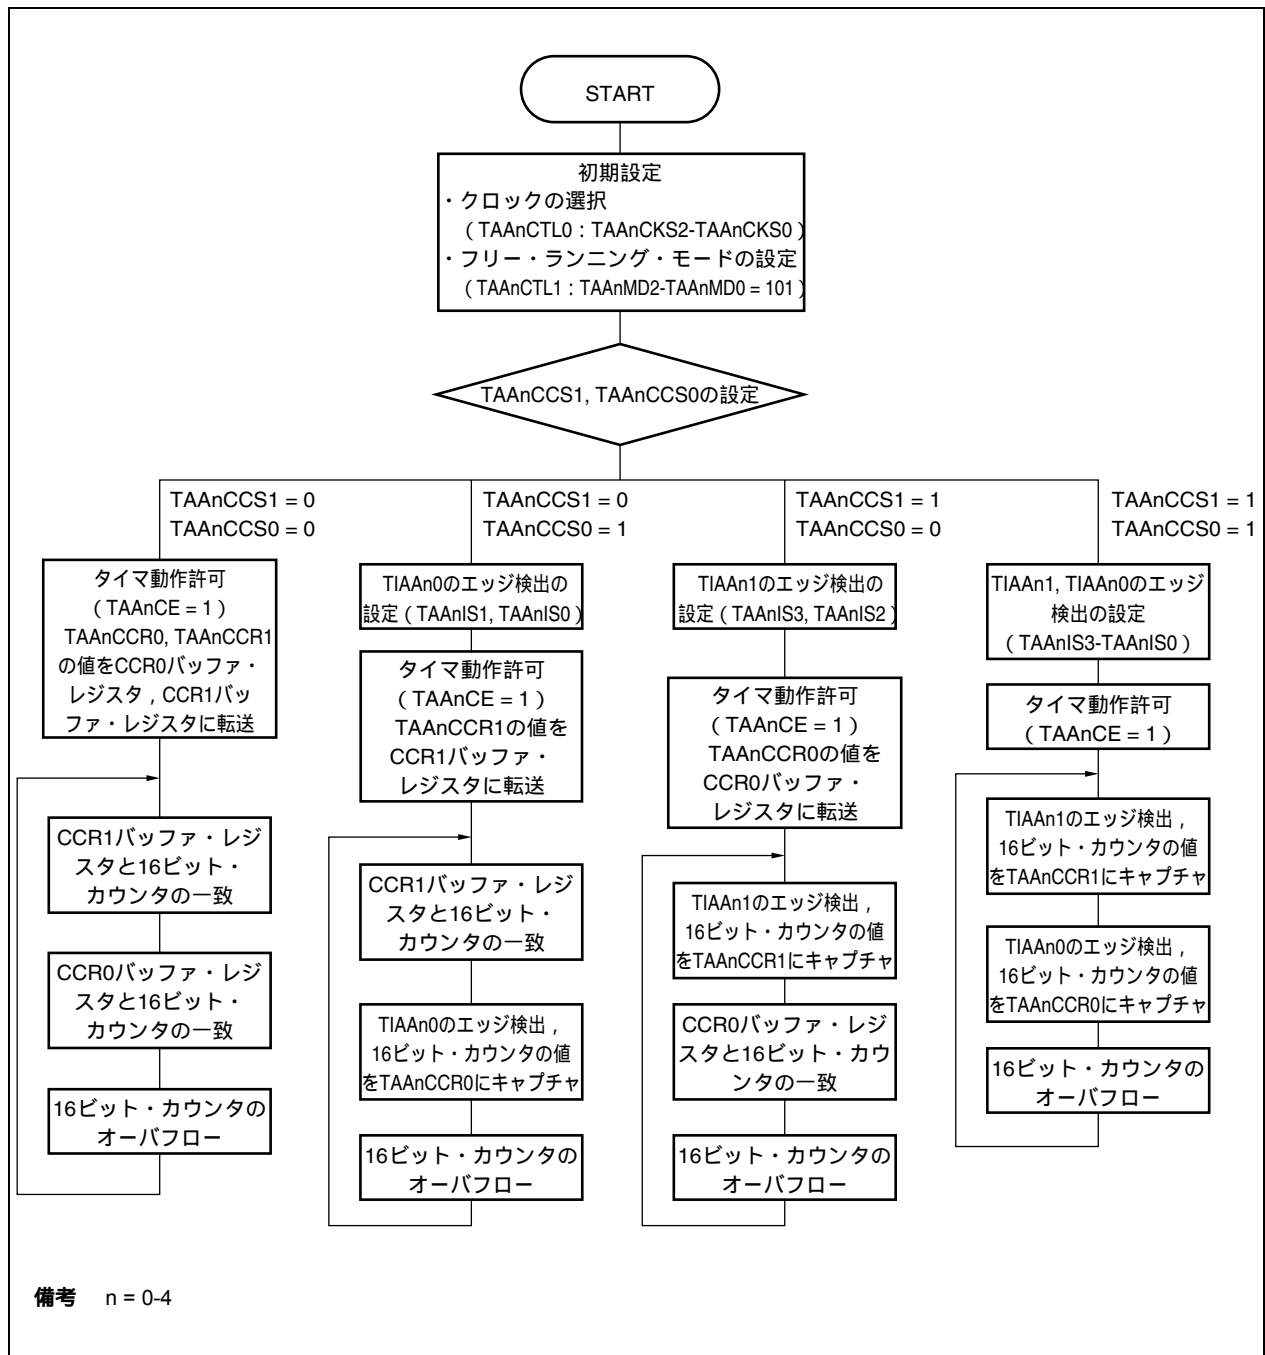 START
初期設定
・クロックの選択
（TAAnCTL0：TAAnCKS2-TAAnCKS0）
・フリー・ランニング・モードの設定
（TAAnCTL1：TAAnMD2-TAAnMD0 = 101）
TAAnCCS1, TAAnCCS0の設定
TAAnCCS1 = 0
TAAnCCS0 = 0
タイマ動作許可
（TAAnCE = 1）
TAAnCCR0, TAAnCCR1
の値をCCR0バッファ・
レジスタ，CCR1バッ
ファ・レジスタに転送
CCR1バッファ・レジ
スタと16ビット・
カウンタの一致
CCR0バッファ・レジ
スタと16ビット・
カウンタの一致
16ビット・カウンタの
オーバフロー
TAAnCCS1 = 0
TAAnCCS0 = 1
TIAAn0のエッジ検出の
設定（TAAnIS1, TAAnIS0）
タイマ動作許可
（TAAnCE = 1）
TAAnCCR1の値を
CCR1バッファ・
レジスタに転送
CCR1バッファ・レジ
スタと16ビット・
カウンタの一致
TIAAn0のエッジ検出，
16ビット・カウンタの値
をTAAnCCR0にキャプチャ
16ビット・カウンタの
オーバフロー
TAAnCCS1 = 1
TAAnCCS0 = 0
TIAAn1のエッジ検出の
設定（TAAnIS3, TAAnIS2）
タイマ動作許可
（TAAnCE = 1）
TAAnCCR0の値を
CCR0バッファ・
レジスタに転送
TIAAn1のエッジ検出，
16ビット・カウンタの値
をTAAnCCR1にキャプチャ
CCR0バッファ・レジ
スタと16ビット・カウ
ンタの一致
16ビット・カウンタの
オーバフロー
TAAnCCS1 = 1
TAAnCCS0 = 1
TIAAn1, TIAAn0のエッジ
検出の設定
（TAAnIS3-TAAnIS0）
タイマ動作許可
（TAAnCE = 1）
TIAAn1のエッジ検出，
16ビット・カウンタの値
をTAAnCCR1にキャプチャ
TIAAn0のエッジ検出，
16ビット・カウンタの値
をTAAnCCR0にキャプチャ
16ビット・カウンタの
オーバフロー
備考 n = 0-4